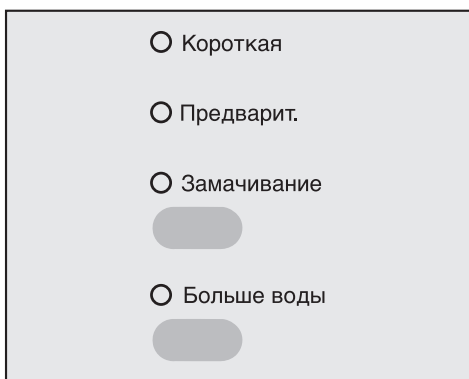 Короткая
Предварит.
Замачивание
Больше воды